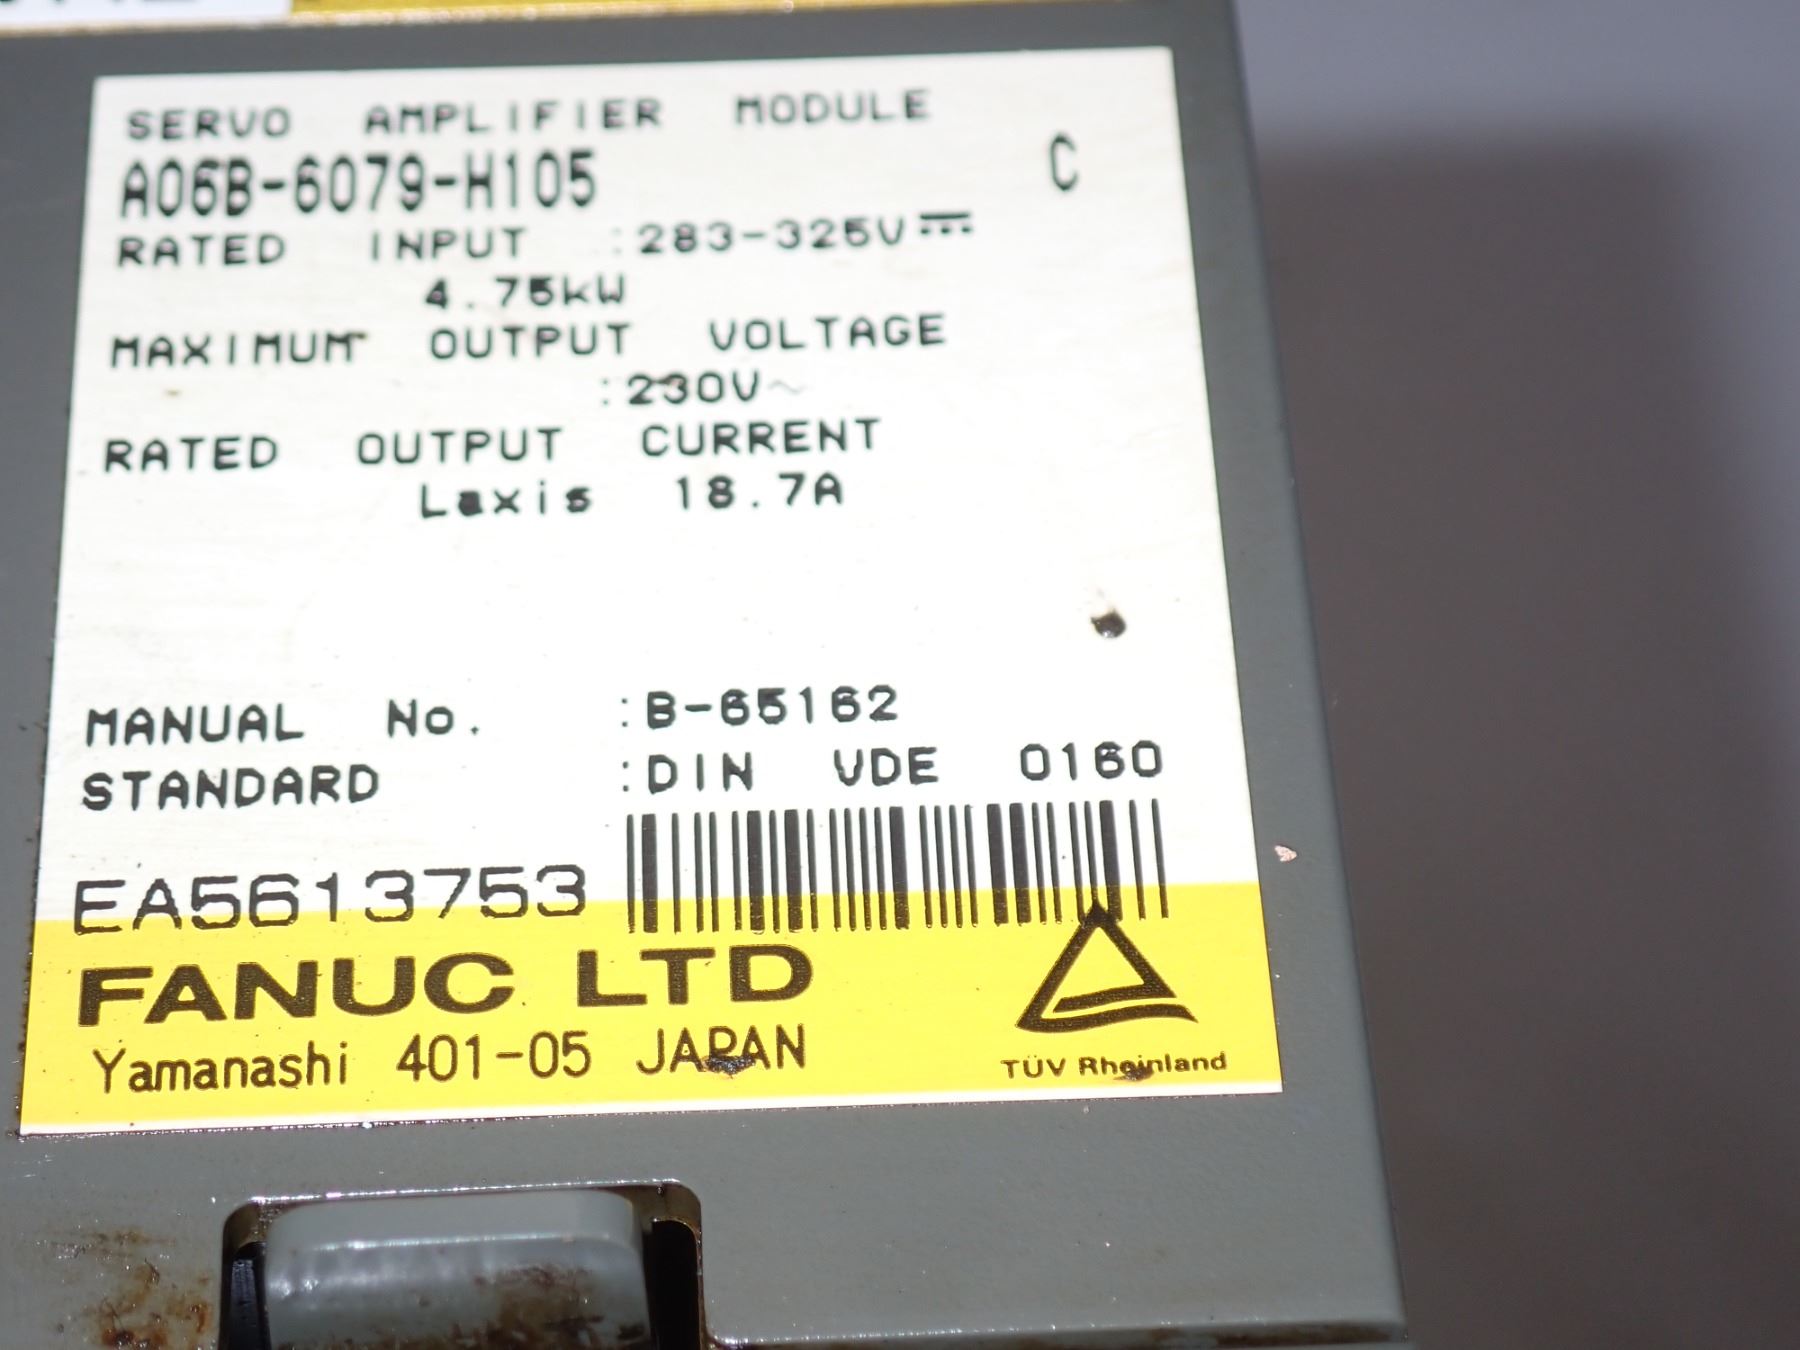 SERVO AMPLIFIER MODULE
A06B-6079-H105 C
RATED INPUT :283-325V⎓
4.75kW
MAXIMUM OUTPUT VOLTAGE
:230V~
RATED OUTPUT CURRENT
Laxis 18.7A
MANUAL No. :B-65162
STANDARD :DIN VDE 0160
EA5613753
FANUC LTD
Yamanashi 401-05 JAPAN
TÜV Rheinland